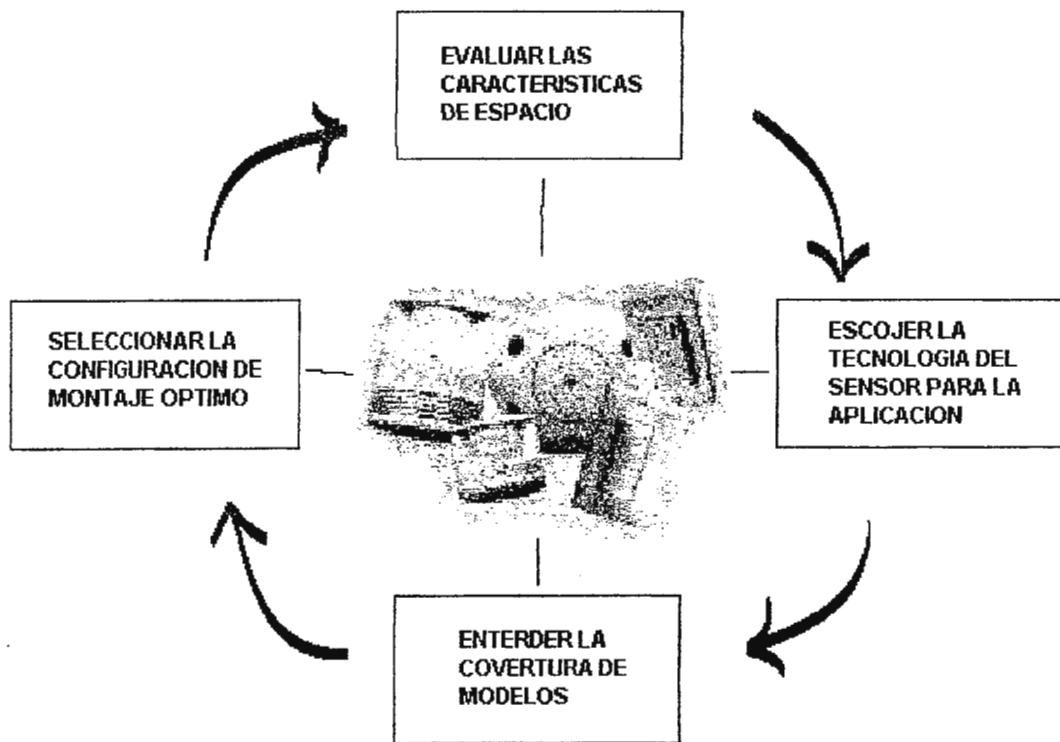 EVALUAR LAS
CARACTERISTICAS
DE ESPACIO
ESCOJER LA
TECNOLOGIA DEL
SENSOR PARA LA
APLICACION
ENTERDER LA
COVERTURA DE
MODELOS
SELECCIONAR LA
CONFIGURACION DE
MONTAJE OPTIMO